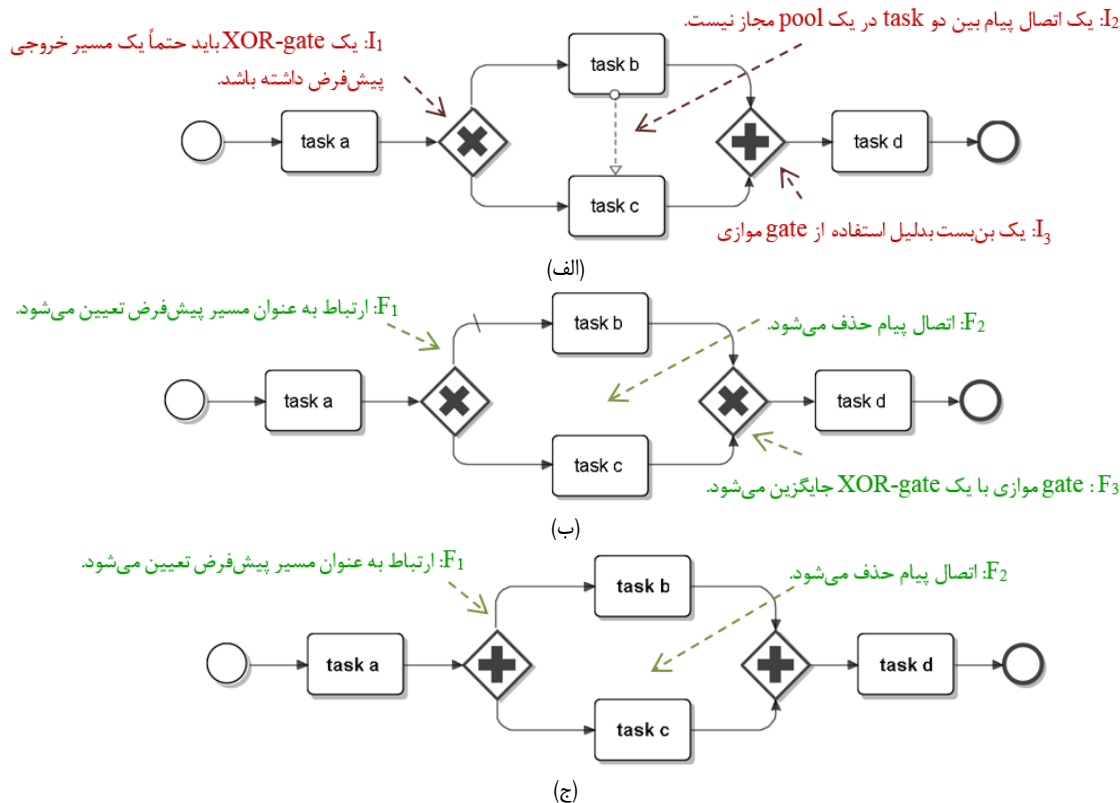 I₂: یک اتصال پیام بین دو task در یک pool مجاز نیست.
I₁: یک XOR-gate باید حتماً یک مسیر خروجی
پیش‌فرض داشته باشد.
task b
task a
task d
task c
I₃: یک بن‌بست بدلیل استفاده از gate موازی
(الف)
F₁: ارتباط به عنوان مسیر پیش‌فرض تعیین می‌شود.
F₂: اتصال پیام حذف می‌شود.
task b
task a
task d
task c
F₃: gate موازی با یک XOR-gate جایگزین می‌شود.
(ب)
F₁: ارتباط به عنوان مسیر پیش‌فرض تعیین می‌شود.
F₂: اتصال پیام حذف می‌شود.
task b
task a
task d
task c
(ج)